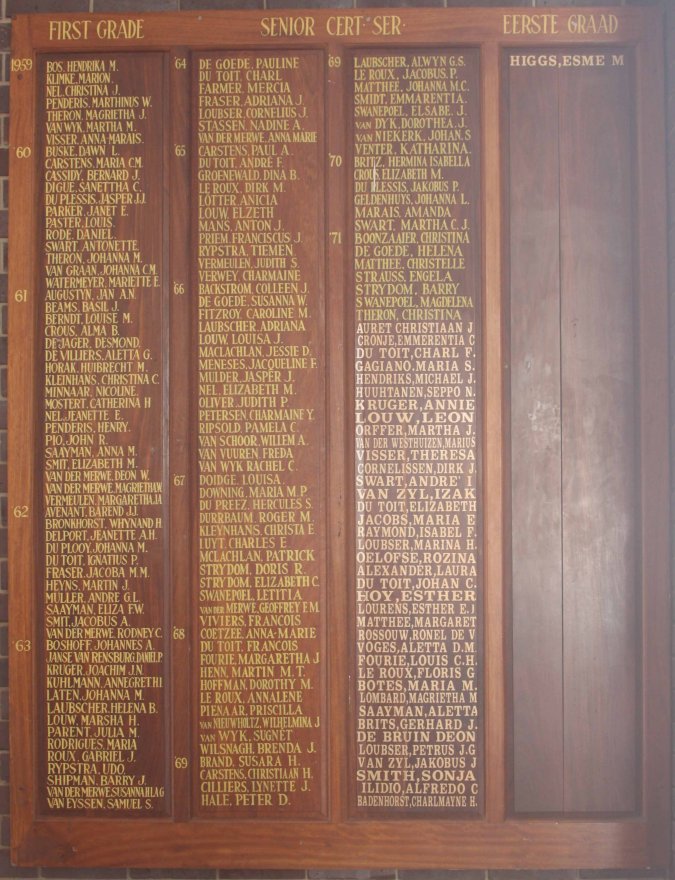 FIRST GRADE
SENIOR CERT. SER.
EERSTE GRAAD
1959 BOS, HENDRIKA M.
KLIMKE, MARION.
NEL, CHRISTINA J.
PENDERIS, MARTHINUS W.
THERON, MAGRIETHA J.
VAN WYK, MARTHA M.
VISSER, ANNA MARAIS.
60 BUSKE, DAWN L.
CARSTENS, MARIA C.M.
CASSIDY, BERNARD J.
DIGUE, SANETTHA C.
DU PLESSIS, JASPER J.J.
PARKER, JANET E.
PASTER, LOUIS.
RODE, DANIEL.
SWART, ANTONETTE.
THERON, JOHANNA M.
VAN GRAAN, JOHANNA C.M.
WATERMEYER, MARIETTE E.
61 AUGUSTYN, JAN A.N.
BEAMS, BASIL J.
BERNDT, LOUISE M.
CROUS, ALMA B.
DE JAGER, DESMOND.
DE VILLIERS, ALETTA G.
HORAK, HUIBRECHT M.
KLEINHANS, CHRISTINA C.
MINNAAR, NICOLINE.
MOSTERT, CATHERINA H
NEL, JEANETTE E.
PENDERIS, HENRY.
PIO, JOHN R.
SAAYMAN, ANNA M.
SMIT, ELIZABETH M.
VAN DER MERWE, DEON W.
VAN DER MERWE, MAGRIETHA W.
VERMEULEN, MARGARETHA J.A
62 AVENANT, BAREND J.J.
BRONKHORST, WHYNAND H
DELPORT, JEANETTE A.H.
DU PLOOY, JOHANNA M.
DU TOIT, IGNATIUS P.
FRASER, JACOBA M.M.
HEYNS, MARTIN J.
MULLER, ANDRE G.L.
SAAYMAN, ELIZA F.W.
SMIT, JACOBUS A.
VAN DER MERWE, RODNEY C.
'63 BOSHOFF, JOHANNES A.
JANSE VAN RENSBURG, DANIEL P.
KRUGER, JOACHIM J.N.
KUHLMANN, ANNEGRETHI
LATEN, JOHANNA M.
LAUBSCHER, HELENA B.
LOUW, MARSHA H.
PARENT, JULIA M.
RODRIGUES, MARIA
ROUX, GABRIEL J.
RYPSTRA, UDO.
SHIPMAN, BARRY J.
VAN DER MERWE, SUSANNA H.L.A.G
VAN EYSSEN, SAMUEL S.
'64 DE GOEDE, PAULINE
DU TOIT, CHARL
FARMER, MERCIA
FRASER, ADRIANA J.
LOUBSER, CORNELIUS J.
STASSEN, NADINE A.
VAN DER MERWE, ANNA MARIE
'65 CARSTENS, PAUL A.
DU TOIT, ANDRE F.
GROENEWALD, DINA B.
LE ROUX, DIRK M.
LOTTER, ANICIA
LOUW, ELZETH
MANS, ANTON J.
PRIEM, FRANCISCUS J.
RYPSTRA, TIEMEN
VERMEULEN, JUDITH S.
VERWEY CHARMAINE
'66 BACKSTROM, COLLEEN J.
DE GOEDE, SUSANNA W.
FITZROY, CAROLINE M.
LAUBSCHER, ADRIANA
LOUW, LOUISA J.
MACLACHLAN, JESSIE D.
MENESES, JACQUELINE F.
MULDER, JASPER J.
NEL, ELIZABETH M.
OLIVER, JUDITH P.
PETERSEN, CHARMAINE Y.
RIPSOLD, PAMELA C.
VAN SCHOOR, WILLEM A.
VAN VUUREN, FREDA
VAN WYK RACHEL C.
'67 DOIDGE, LOUISA.
DOWNING, MARIA M.P
DU PREEZ, HERCULES S.
DURRBAUM, ROGER M.
KLEYNHANS, CHRISTA E.
LUYT, CHARLES E.
MCLACHLAN, PATRICK
STRYDOM, DORIS R.
STRYDOM, ELIZABETH C.
SWANEPOEL, LETITIA
VAN DER MERWE, GEOFFREY F.M.
VIVIERS, FRANCOIS
'68 COETZEE, ANNA-MARIE
DU TOIT, FRANCOIS
FOURIE, MARGARETHA J
HENN, MARTIN M.T.
HOFFMAN, DOROTHY M.
LE ROUX, ANNALENE
PIENAAR, PRISCILLA
VAN NIEUWHOLTZ, WILHELMINA J
VAN WYK, SUGNÈT
WILSNAGH, BRENDA J.
'69 BRAND, SUSARA H.
CARSTENS, CHRISTIAAN H.
CILLIERS, LYNETTE J.
HALE, PETER D.
'69 LAUBSCHER, ALWYN G.S.
LE ROUX, JACOBUS P.
MATTHEE, JOHANNA M.C.
SMIDT, EMMARENTIA.
SWANEPOEL, ELSABE J.
VAN DYK, DOROTHEA J.
VAN NIEKERK, JOHAN S
VENTER, KATHARINA.
'70 BRITZ, HERMINA ISABELLA
CROUS, ELIZABETH M.
DU PLESSIS, JAKOBUS P.
GELDENHUYS, JOHANNA L.
MARAIS, AMANDA
SWART, MARTHA C.J.
'71 BOONZAAIER, CHRISTINA
DE GOEDE, HELENA
MATTHEE, CHRISTELLE
STRAUSS, ENGELA
STRYDOM, BARRY
SWANEPOEL, MAGDELENA
THERON, CHRISTINA
AURET CHRISTIAAN J
CRONJE, EMMERENTIA C
DU TOIT, CHARL F.
GAGIANO, MARIA S.
HENDRIKS, MICHAEL J.
HUUHTANEN, SEPPO N.
KRUGER, ANNIE
LOUW, LEON
ORFFER, MARTHA J.
VAN DER WESTHUIZEN, MARIUS
VISSER, THERESA
CORNELISSEN, DIRK J.
SWART, ANDRE' I
VAN ZYL, IZAK
DU TOIT, ELIZABETH
JACOBS, MARIA E
RAYMOND, ISABEL F.
LOUBSER, MARINA H.
OELOFSE, ROZINA
ALEXANDER, LAURA
DU TOIT, JOHAN C.
HOY, ESTHER
LOURENS, ESTHER E.J
MATTHEE, MARGARET
ROSSOUW, RONEL DE V
VOGES, ALETTA D.M.
FOURIE, LOUIS C.H.
LE ROUX, FLORIS G
BOTES, MARIA M.
LOMBARD, MAGRIETHA M
SAAYMAN, ALETTA
BRITS, GERHARD J.
DE BRUIN DEON
LOUBSER, PETRUS J.G
VAN ZYL, JAKOBUS J
SMITH, SONJA
ILIDIO, ALFREDO C
BADENHORST, CHARLMAYNE H.
HIGGS, ESME M